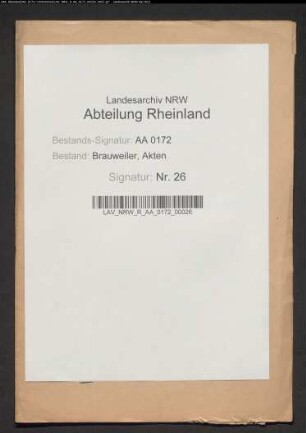 Landesarchiv NRW
Abteilung Rheinland
Bestands-Signatur: AA 0172
Bestand: Brauweiler, Akten
Signatur: Nr. 26
LAV_NRW_R_AA_0172_00026